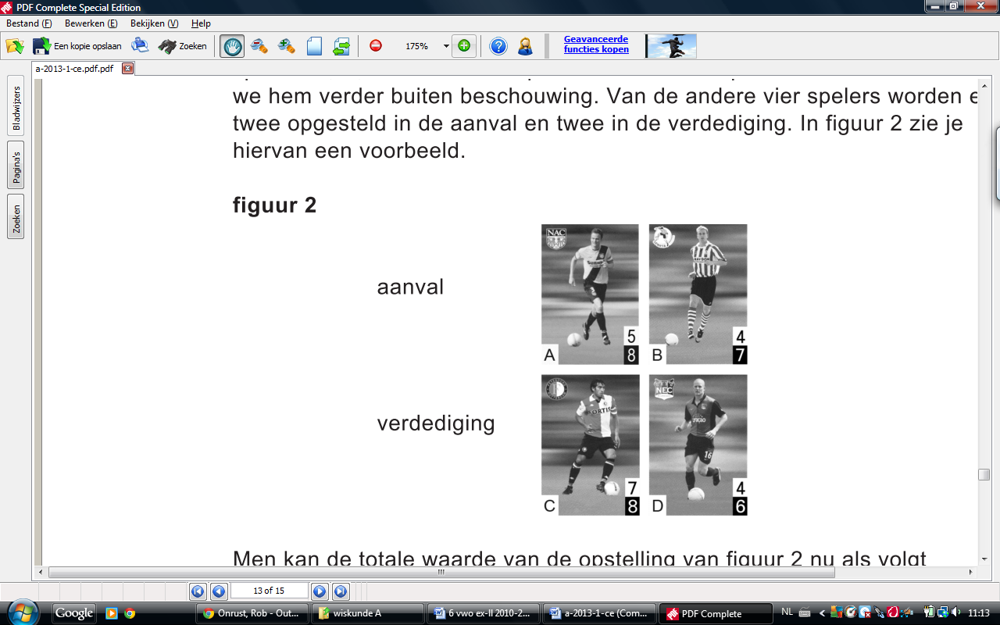 PDF Complete Special Edition
Bestand (F) Bewerken (E) Bekijken (V) Help
Een kopie opslaan Zoeken 175% Geavanceerde
functies kopen
a-2013-1-ce.pdf.pdf
Bladwijzers
Pagina's
Zoeken
we hem verder buiten beschouwing. Van de andere vier spelers worden e
twee opgesteld in de aanval en twee in de verdediging. In figuur 2 zie je
hiervan een voorbeeld.
figuur 2
aanval
NAC
5
A 8
4
B 7
verdediging
ORTIS
7
C 8
NEC
16
4
D 6
Men kan de totale waarde van de opstelling van figuur 2 nu als volgt
13 of 15
Google Onrust, Rob - Out... wiskunde A 6 vwo ex-II 2010-2... a-2013-1-ce (Com... PDF Complete NL 11:13